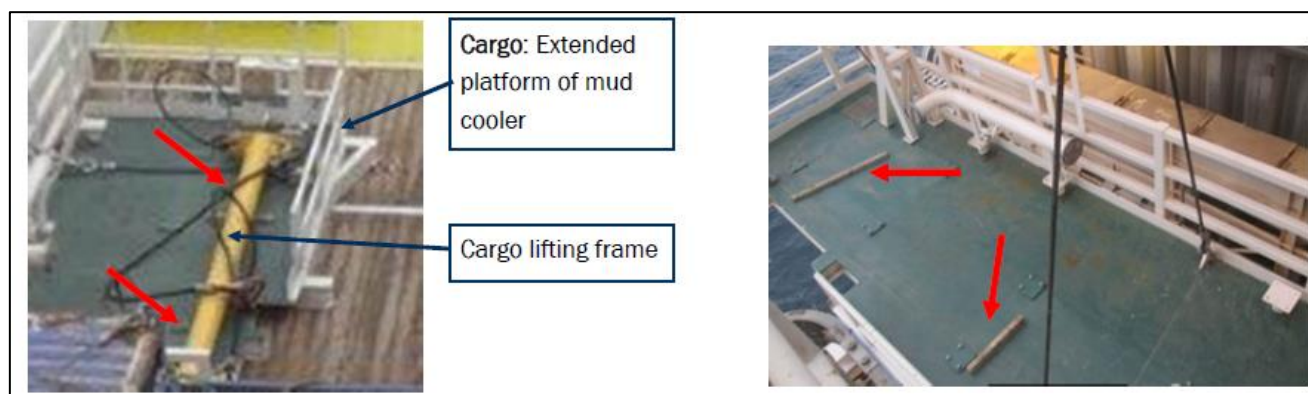 Cargo: Extended
platform of mud
cooler
Cargo lifting frame